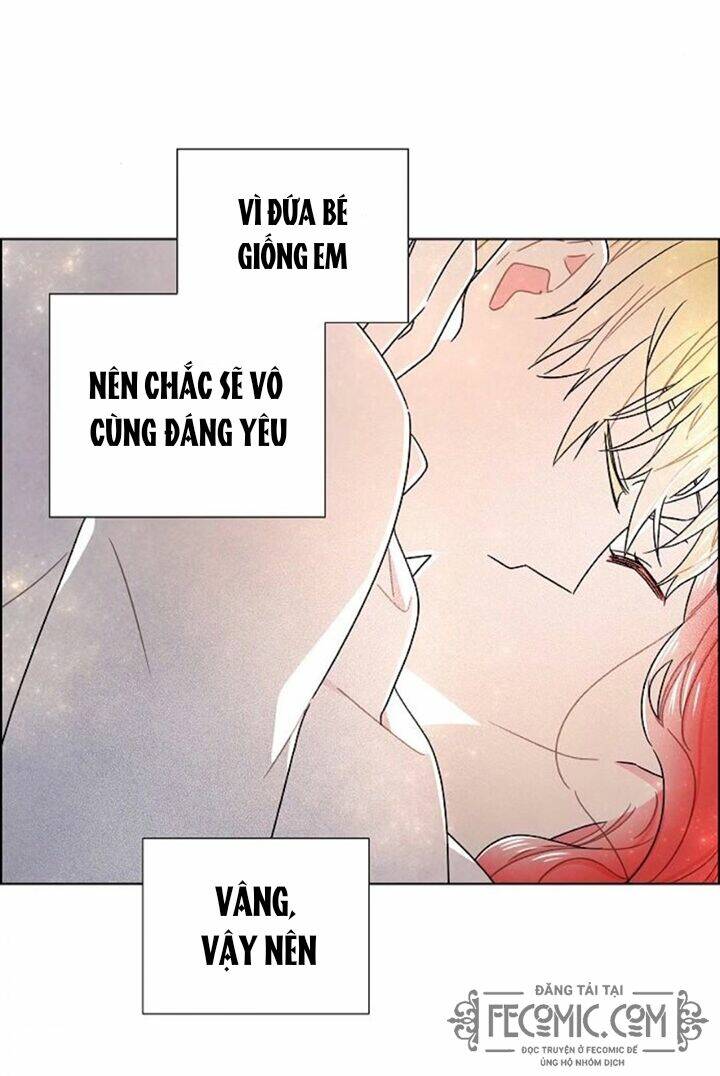 VÌ ĐỨA BÉ
GIỐNG EM
NÊN CHẮC SẼ VÔ
CÙNG ĐÁNG YÊU
VÂNG,
VẬY NÊN
ĐĂNG TẢI TẠI
FECOMIC.COM
ĐỌC TRUYỆN Ở FECOMIC ĐỂ
ỦNG HỘ NHÓM DỊCH